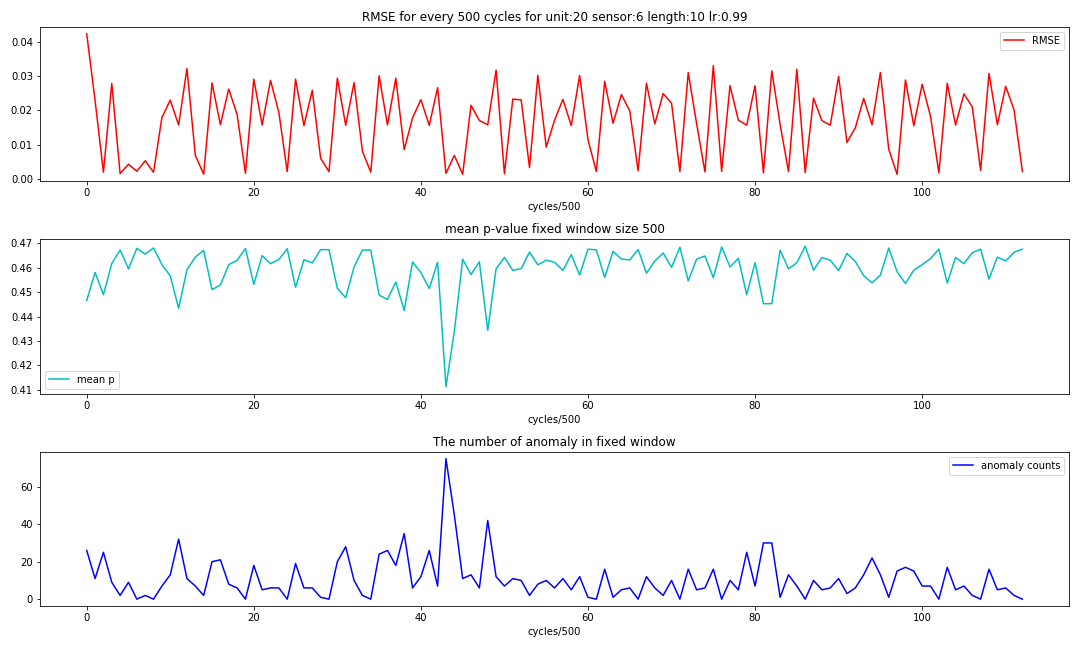 RMSE for every 500 cycles for unit:20 sensor:6 length:10 lr:0.99
0.04
0.03
0.02
0.01
0.00
RMSE
0 20 40 60 80 100
cycles/500
mean p-value fixed window size 500
0.47
0.46
0.45
0.44
0.43
0.42
0.41
mean p
0 20 40 60 80 100
cycles/500
The number of anomaly in fixed window
60
40
20
0
anomaly counts
0 20 40 60 80 100
cycles/500